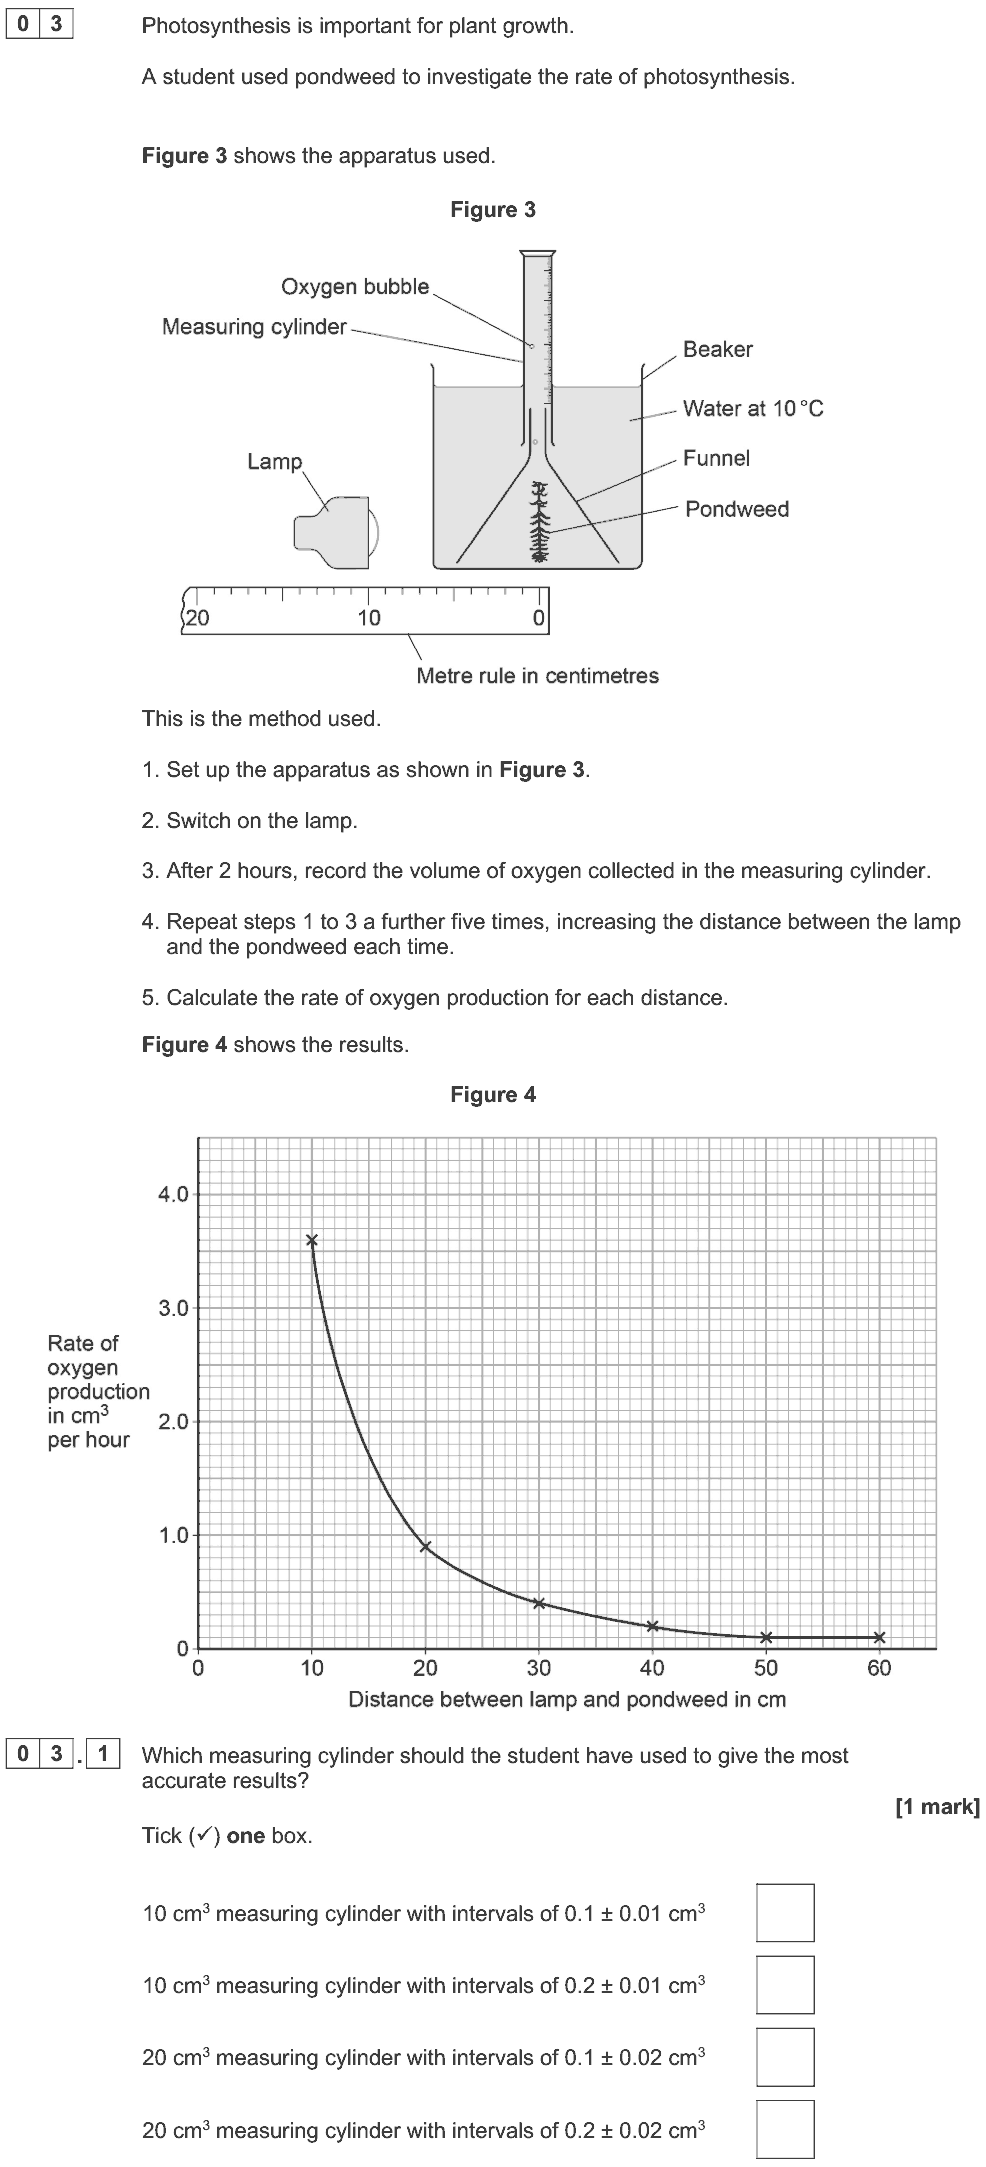 0 3 Photosynthesis is important for plant growth.
A student used pondweed to investigate the rate of photosynthesis.
Figure 3 shows the apparatus used.
Figure 3
Oxygen bubble
Measuring cylinder
Beaker
Water at 10 °C
Funnel
Lamp
Pondweed
20 10 0
Metre rule in centimetres
This is the method used.
1. Set up the apparatus as shown in Figure 3.
2. Switch on the lamp.
3. After 2 hours, record the volume of oxygen collected in the measuring cylinder.
4. Repeat steps 1 to 3 a further five times, increasing the distance between the lamp
and the pondweed each time.
5. Calculate the rate of oxygen production for each distance.
Figure 4 shows the results.
Figure 4
4.0
3.0
Rate of
oxygen
production
in cm³
per hour
2.0
1.0
0
0 10 20 30 40 50 60
Distance between lamp and pondweed in cm
0 3 . 1 Which measuring cylinder should the student have used to give the most
accurate results?
[1 mark]
Tick (✓) one box.
10 cm³ measuring cylinder with intervals of 0.1 ± 0.01 cm³
10 cm³ measuring cylinder with intervals of 0.2 ± 0.01 cm³
20 cm³ measuring cylinder with intervals of 0.1 ± 0.02 cm³
20 cm³ measuring cylinder with intervals of 0.2 ± 0.02 cm³